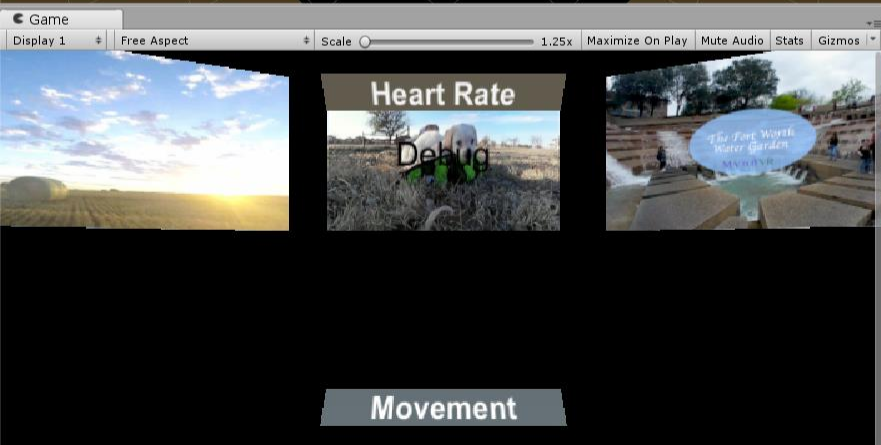 Game
Display 1
Free Aspect
Scale
1.25x
Maximize On Play
Mute Audio
Stats
Gizmos
Heart Rate
Debug
The Fort Worth
Water Garden
Movement